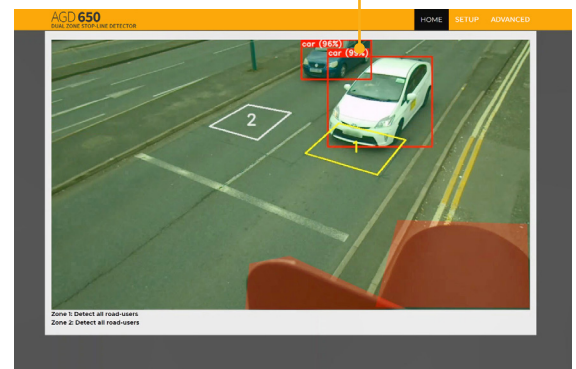 AGD 650
DUAL ZONE STOP-LINE DETECTOR
HOME SETUP ADVANCED
car (96%)
car (99%)
2
1
Zone 1: Detect all road-users
Zone 2: Detect all road-users